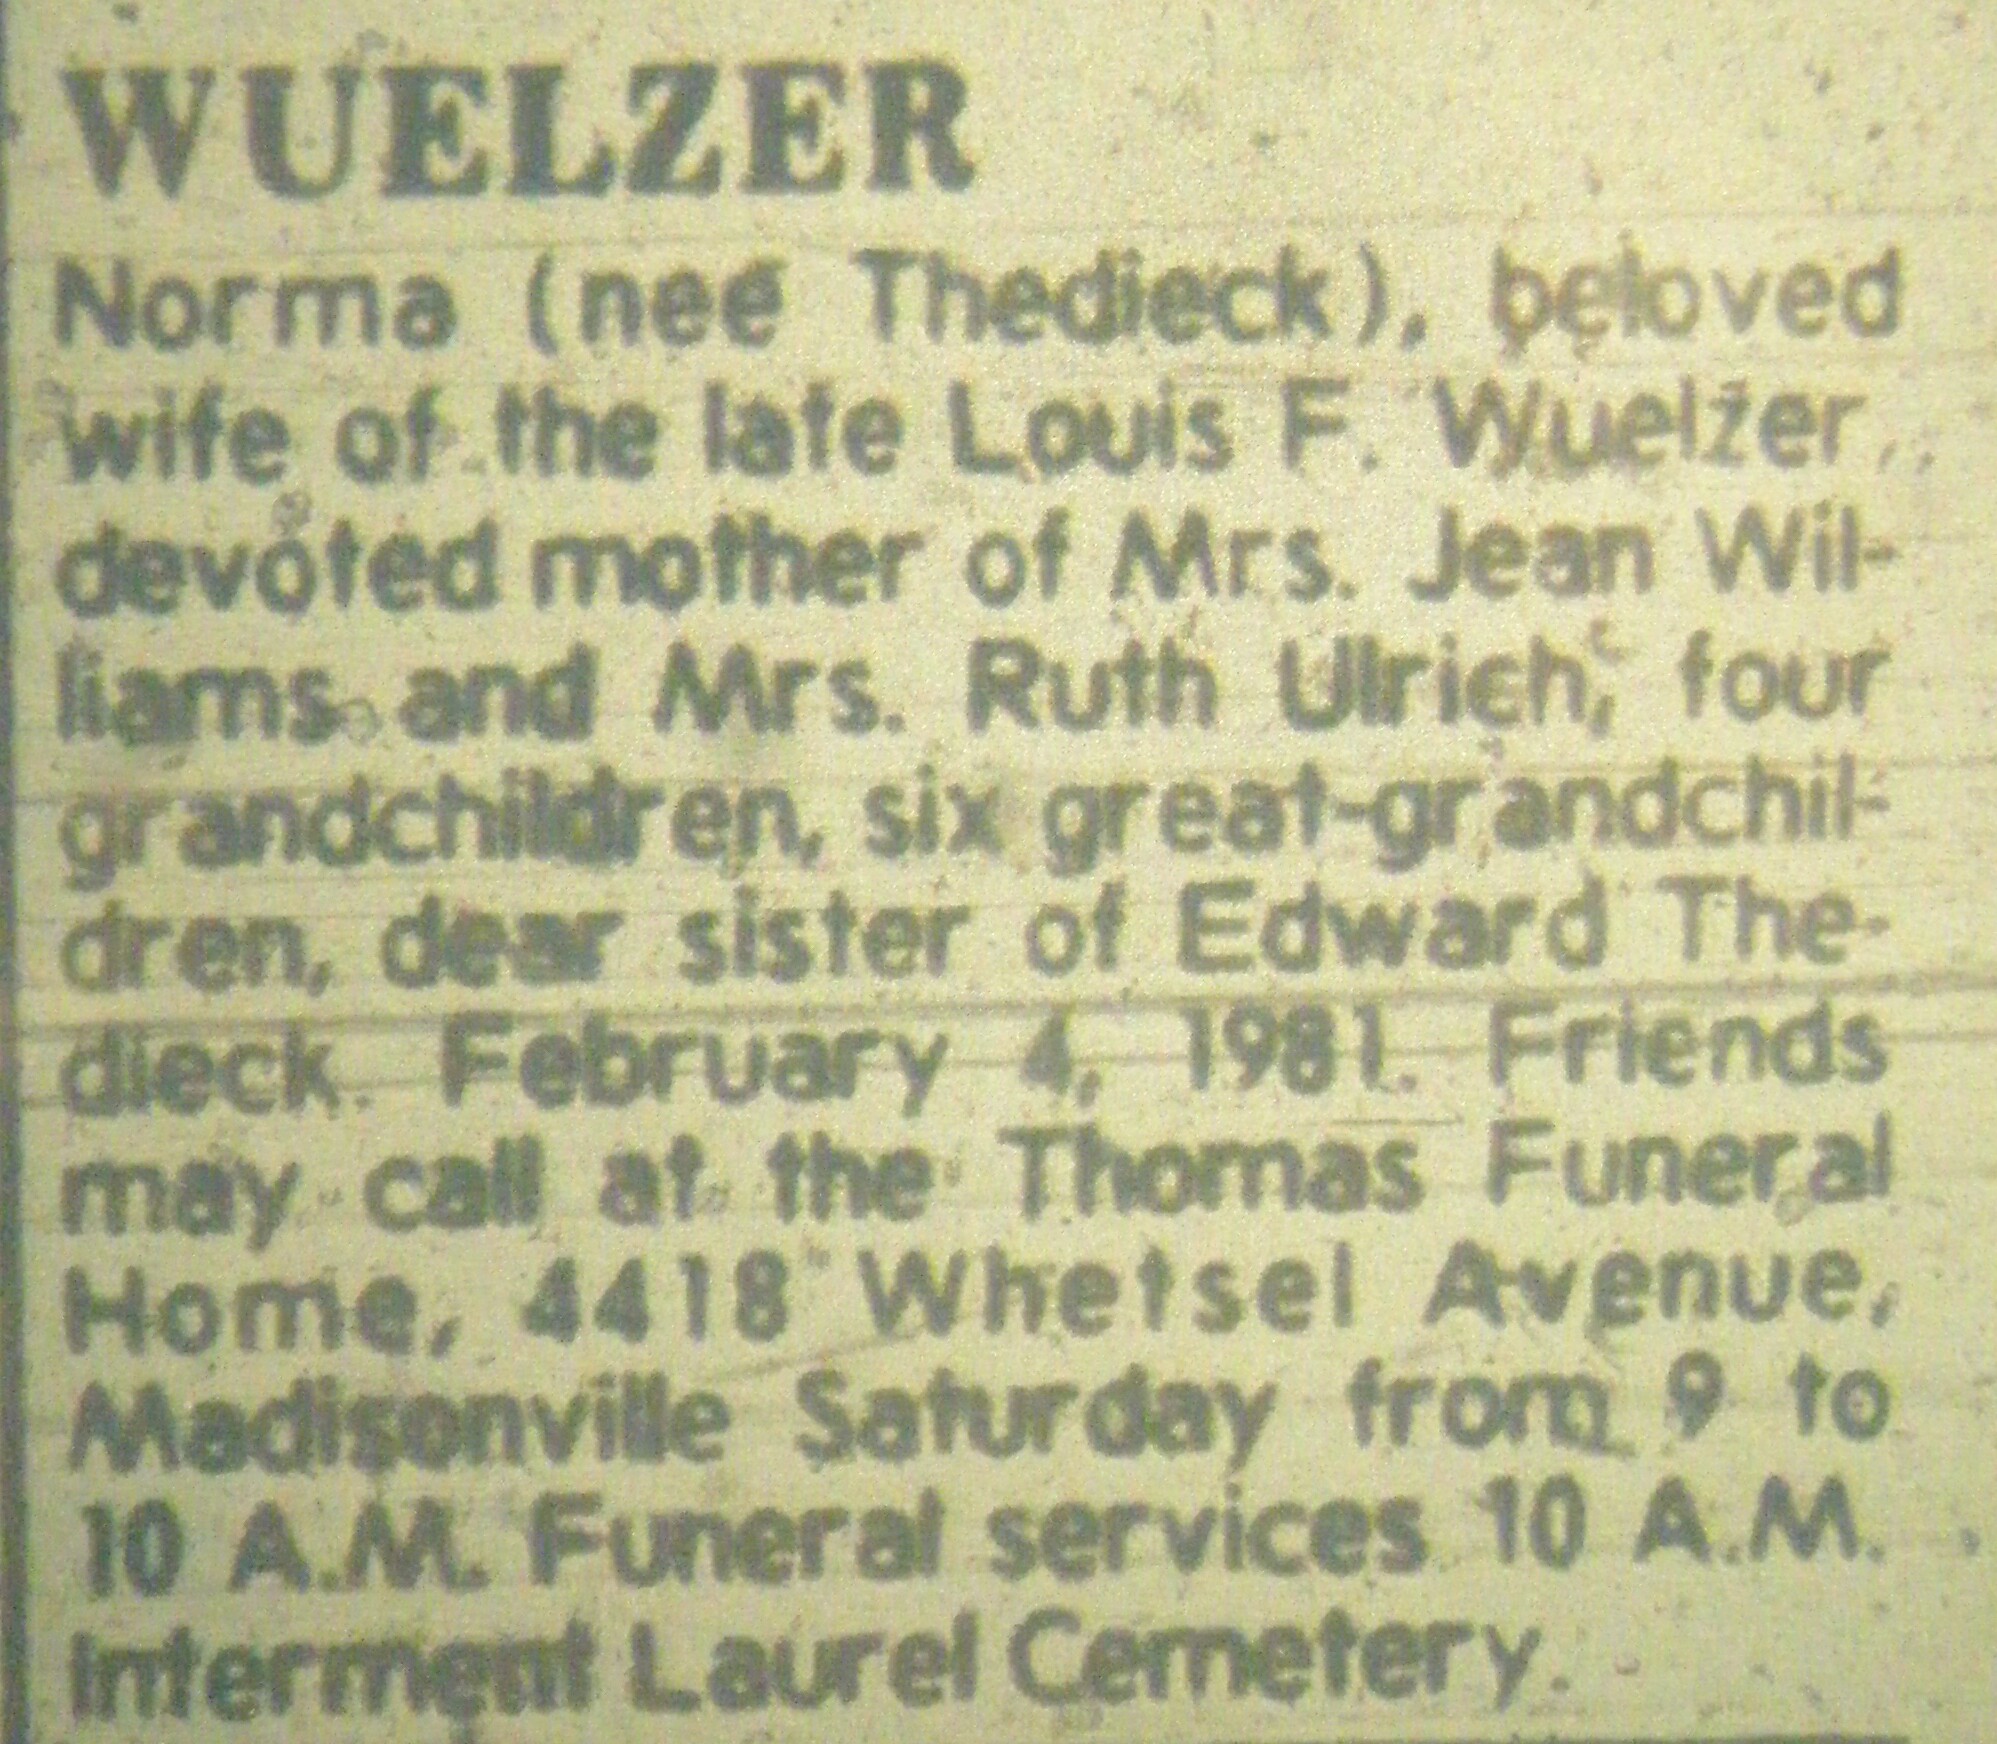 WUELZER
Norma (neé Thedieck), beloved
wife of the late Louis F. Wuelzer,
devoted mother of Mrs. Jean Wil-
liams and Mrs. Ruth Ulrich, four
grandchildren, six great-grandchil-
dren, dear sister of Edward The-
dieck. February 4, 1981. Friends
may call at the Thomas Funeral
Home, 4418 Whetsel Avenue,
Madisonville Saturday from 9 to
10 A.M. Funeral services 10 A.M.
Interment Laurel Cemetery.